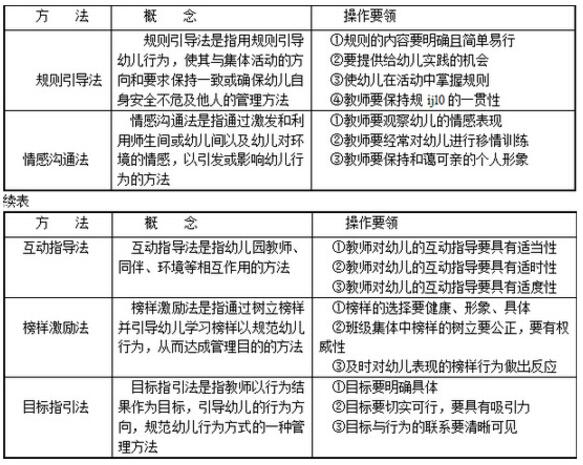 方 法 概 念 操作要领
规则引导法 规则引导法是指用规则引导 ①规则的内容要明确且简单易行
幼儿行为，使其与集体活动的方 ②要提供给幼儿实践的机会
向和要求保持一致或确保幼儿自 ③使幼儿在活动中掌握规则
身安全不危及他人的管理方法 ④教师要保持规 ij10 的一贯性
情感沟通法 情感沟通法是指通过激发和利 ①教师要观察幼儿的情感表现
用师生间或幼儿间以及幼儿对环 ②教师要经常对幼儿进行移情训练
境的情感，以引发或影响幼儿行 ③教师要保持和蔼可亲的个人形象
为的方法
续表
方 法 概 念 操作要领
互动指导法 互动指导法是指幼儿园教师、 ①教师对幼儿的互动指导要具有适当性
同伴、环境等相互作用的方法 ②教师对幼儿的互动指导要具有适时性
③教师对幼儿的互动指导要具有适度性
榜样激励法 榜样激励法是指通过树立榜样 ①榜样的选择要健康、形象、具体
并引导幼儿学习榜样以规范幼儿 ②班级集体中榜样的树立要公正，要有权
行为，从而达成管理目的的方法 威性
③及时对幼儿表现的榜样行为做出反应
目标指引法 目标指引法是指教师以行为结 ①目标要明确具体
果作为目标，引导幼儿的行为方 ②目标要切实可行，要具有吸引力
向，规范幼儿行为方式的一种管 ③目标与行为的联系要清晰可见
理方法